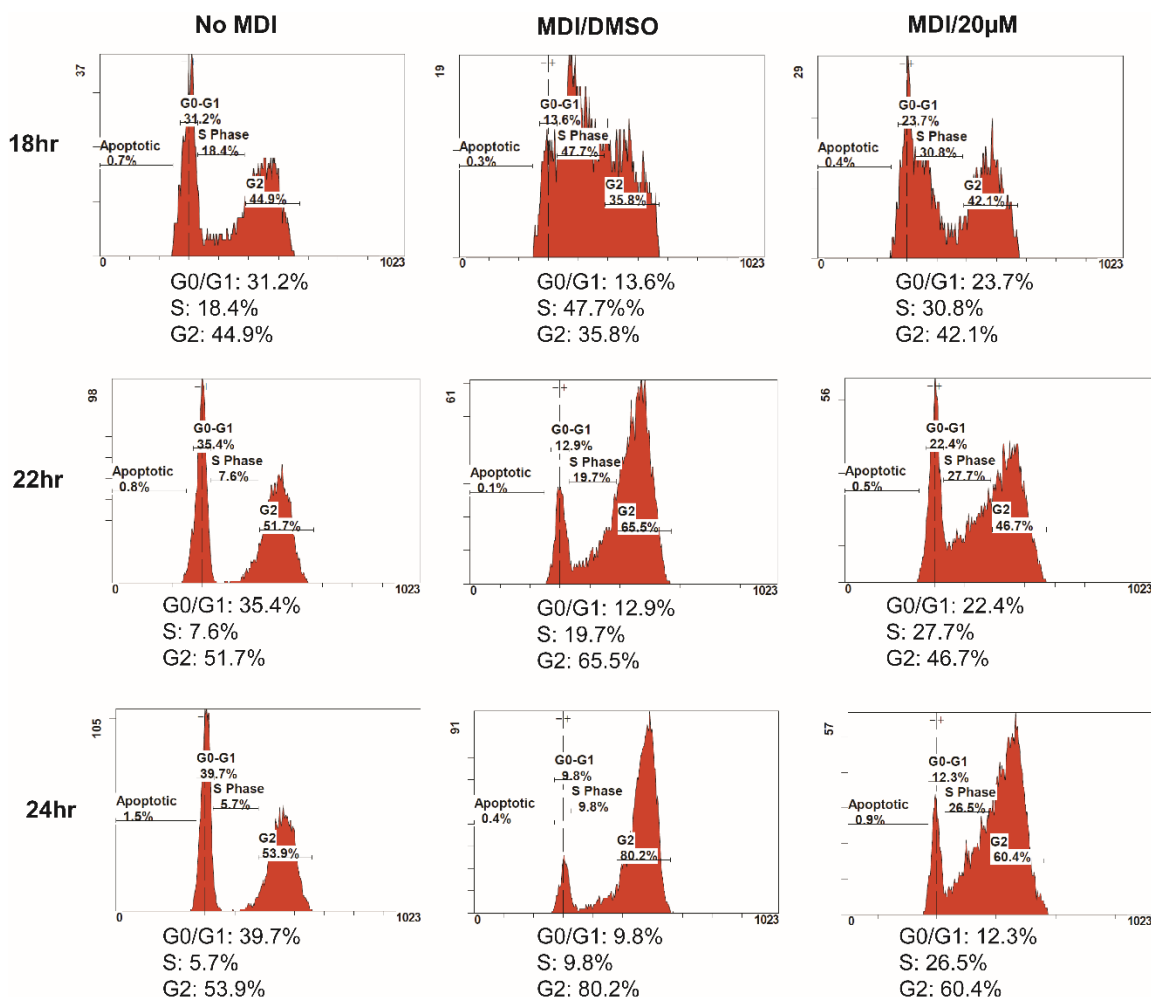 No MDI
MDI/DMSO
MDI/20µM
18hr
37
G0-G1
31.2%
S Phase
18.4%
Apoptotic
0.7%
G2
44.9%
0
1023
G0/G1: 31.2%
S: 18.4%
G2: 44.9%
19
G0-G1
13.6%
S Phase
47.7%
Apoptotic
0.3%
G2
35.8%
0
1023
G0/G1: 13.6%
S: 47.7%%
G2: 35.8%
29
G0-G1
23.7%
S Phase
30.8%
Apoptotic
0.4%
G2
42.1%
0
1023
G0/G1: 23.7%
S: 30.8%
G2: 42.1%
22hr
98
G0-G1
35.4%
S Phase
7.6%
Apoptotic
0.8%
G2
51.7%
0
1023
G0/G1: 35.4%
S: 7.6%
G2: 51.7%
61
G0-G1
12.9%
S Phase
19.7%
Apoptotic
0.1%
G2
65.5%
0
1023
G0/G1: 12.9%
S: 19.7%
G2: 65.5%
56
G0-G1
22.4%
S Phase
27.7%
Apoptotic
0.5%
G2
46.7%
0
1023
G0/G1: 22.4%
S: 27.7%
G2: 46.7%
24hr
105
G0-G1
39.7%
S Phase
5.7%
Apoptotic
1.5%
G2
53.9%
0
1023
G0/G1: 39.7%
S: 5.7%
G2: 53.9%
91
G0-G1
9.8%
S Phase
9.8%
Apoptotic
0.4%
G2
80.2%
0
1023
G0/G1: 9.8%
S: 9.8%
G2: 80.2%
57
G0-G1
12.3%
S Phase
26.5%
Apoptotic
0.9%
G2
60.4%
0
1023
G0/G1: 12.3%
S: 26.5%
G2: 60.4%